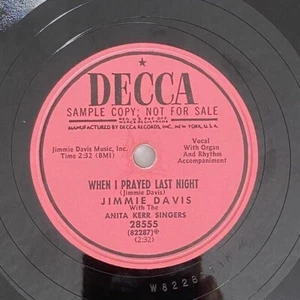 DECCA
SAMPLE COPY; NOT FOR SALE
MANUFACTURED BY DECCA RECORDS, INC., NEW YORK, U.S.A.
Jimmie Davis Music, Inc.
Time 2:32 (BMI)
Vocal
With Organ
And Rhythm
Accompaniment
WHEN I PRAYED LAST NIGHT
(Jimmie Davis)
JIMMIE DAVIS
With The
ANITA KERR SINGERS
28555
(82287)
(2:32)
W 8228